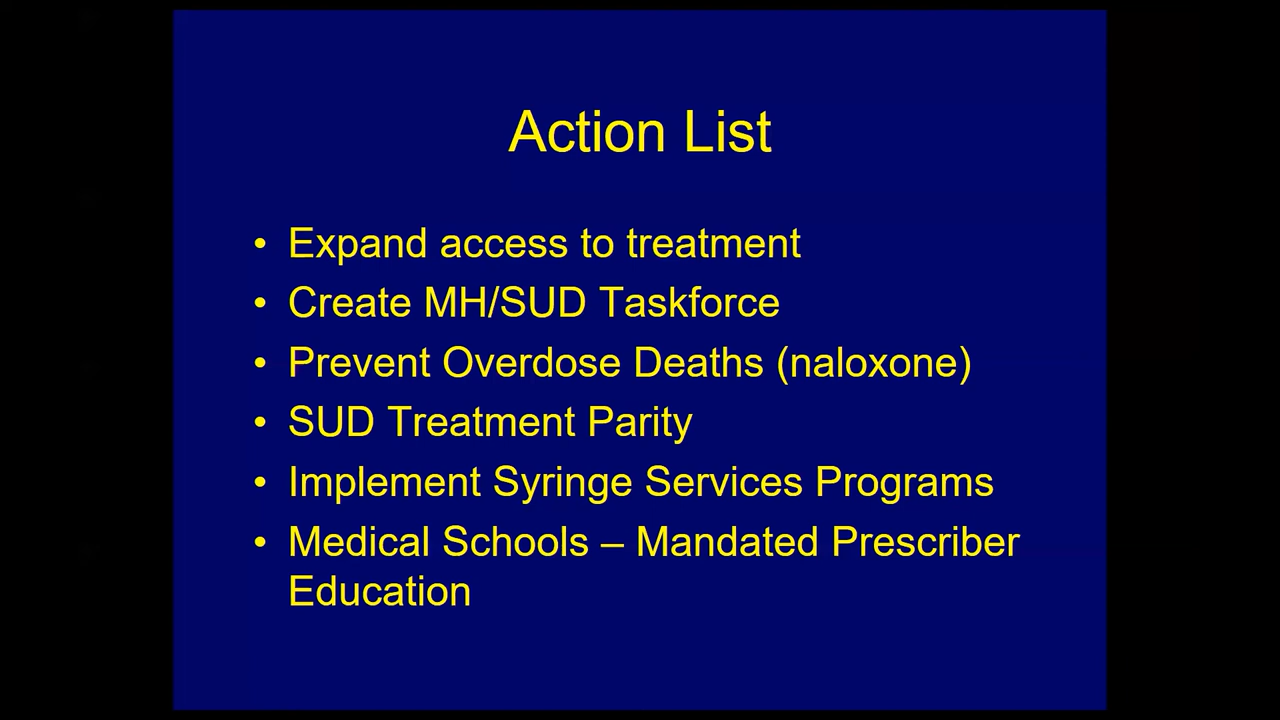 Action List
• Expand access to treatment
• Create MH/SUD Taskforce
• Prevent Overdose Deaths (naloxone)
• SUD Treatment Parity
• Implement Syringe Services Programs
• Medical Schools – Mandated Prescriber
Education